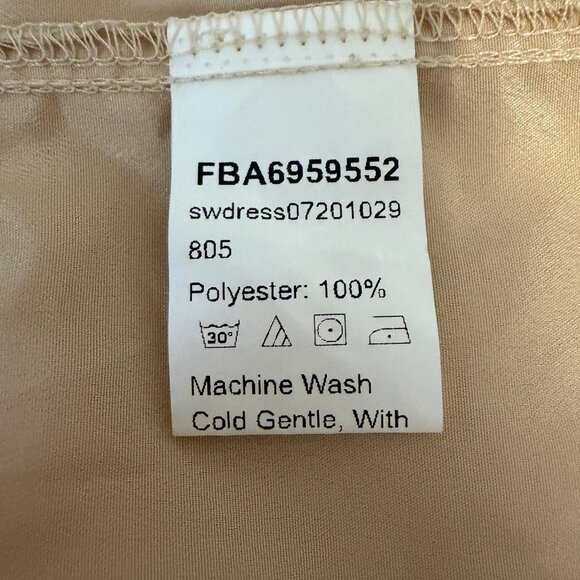 FBA6959552
swdress07201029
805
Polyester: 100%
30°
Machine Wash
Cold Gentle, With